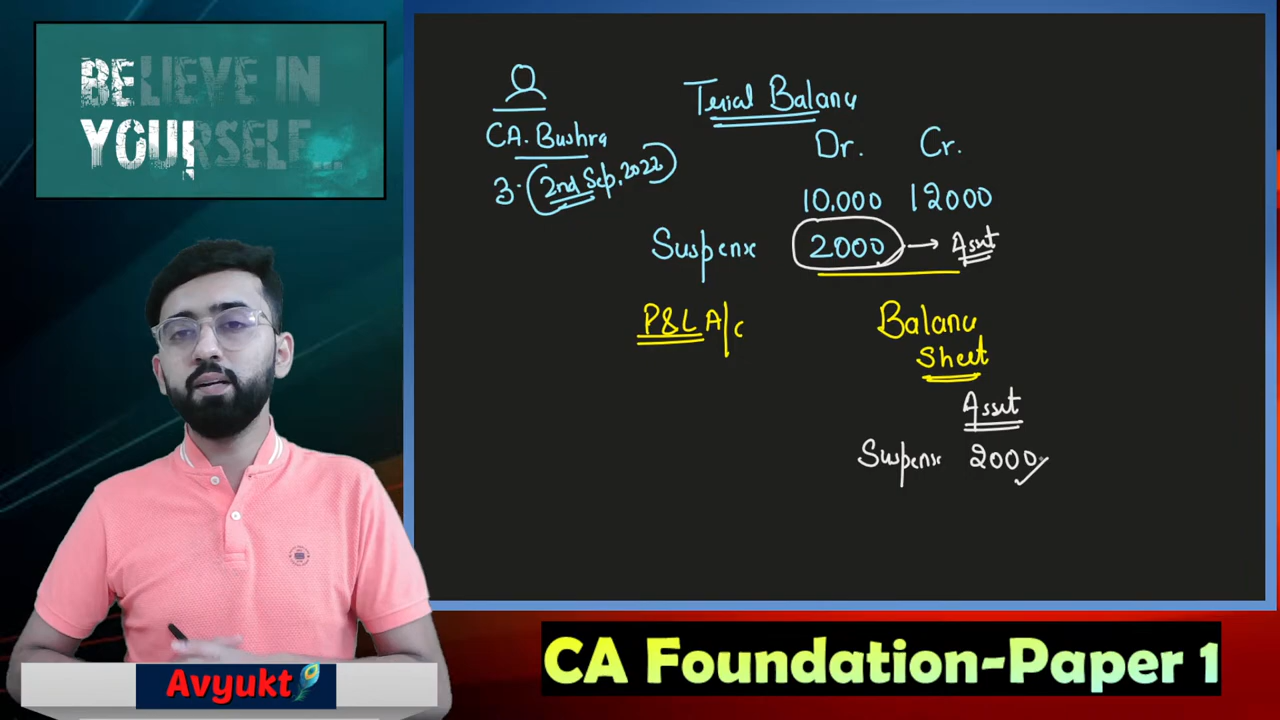 BELIEVE IN
YOURSELF...
CA. Bushra
3. 2nd Sep, 2022
Trial Balance
Dr. Cr.
10,000 12000
Suspense 2000 → Asset
P&L A/c
Balance
Sheet
Asset
Suspense 2000
Avyukt
CA Foundation-Paper 1